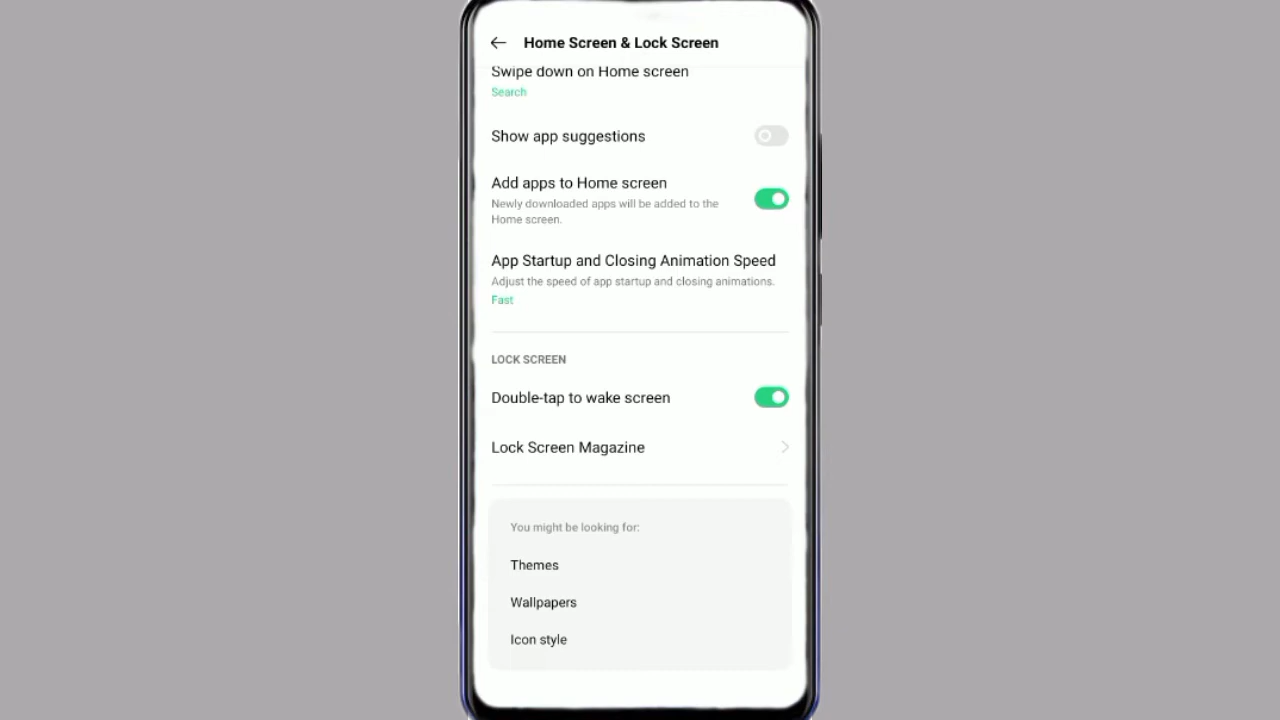 Home Screen & Lock Screen
Swipe down on Home screen
Search
Show app suggestions
Add apps to Home screen
Newly downloaded apps will be added to the
Home screen.
App Startup and Closing Animation Speed
Adjust the speed of app startup and closing animations.
Fast
LOCK SCREEN
Double-tap to wake screen
Lock Screen Magazine
You might be looking for:
Themes
Wallpapers
Icon style